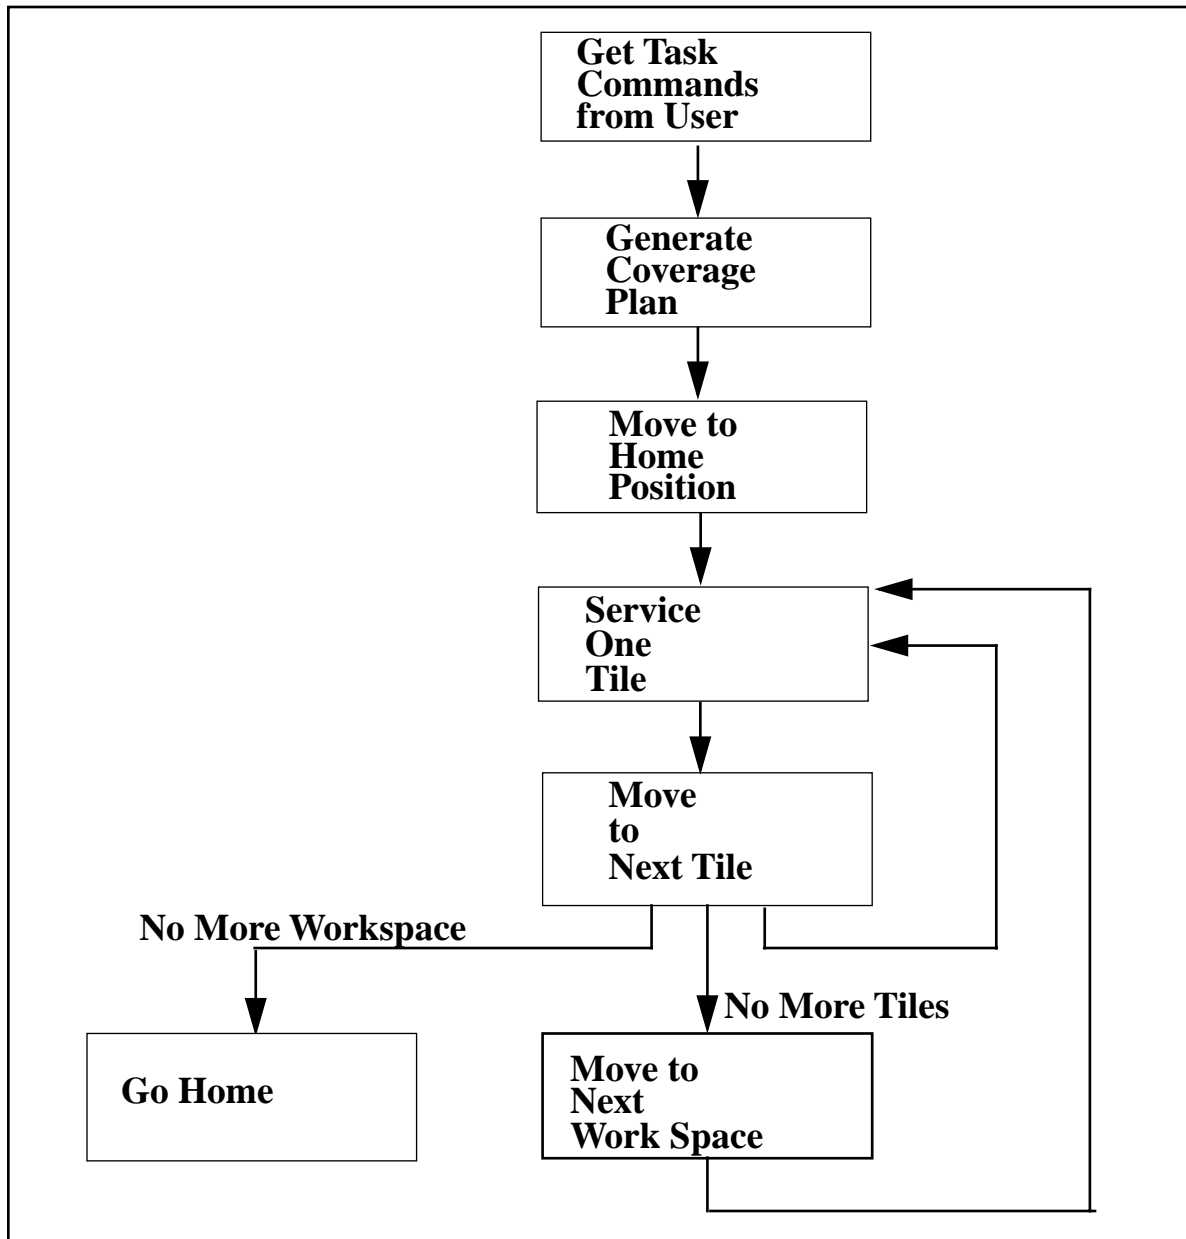 Get Task
Commands
from User
Generate
Coverage
Plan
Move to
Home
Position
Service
One
Tile
Move
to
Next Tile
No More Workspace
No More Tiles
Go Home
Move to
Next
Work Space